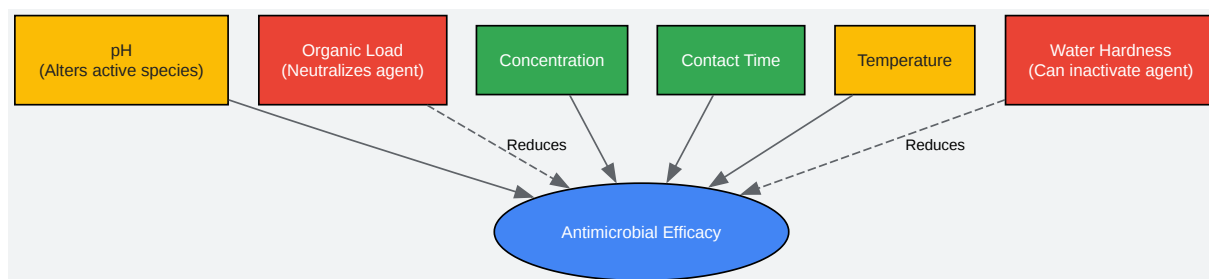 pH
(Alters active species)
Organic Load
(Neutralizes agent)
Concentration
Contact Time
Temperature
Water Hardness
(Can inactivate agent)
Reduces
Reduces
Antimicrobial Efficacy